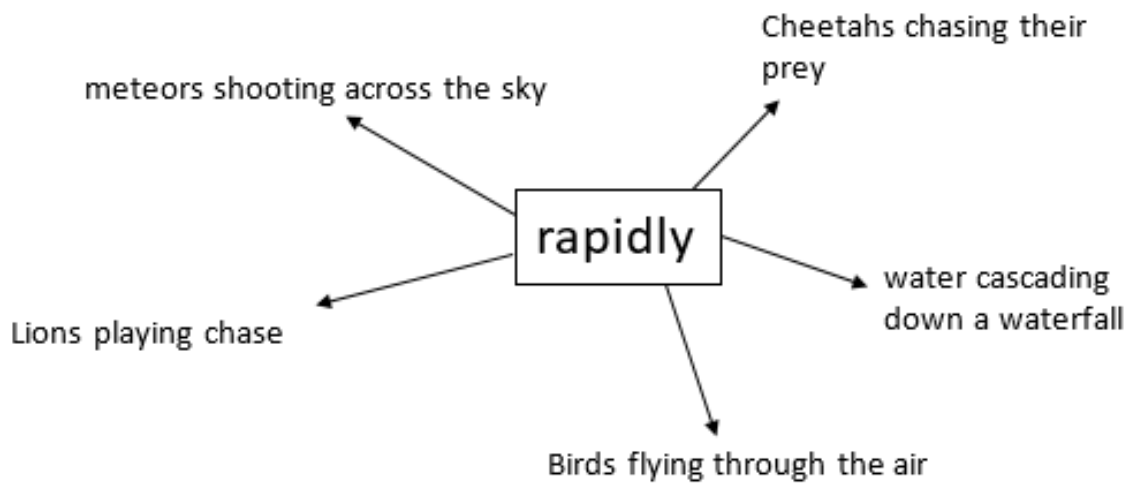 Cheetahs chasing their
prey
meteors shooting across the sky
rapidly
water cascading
down a waterfall
Lions playing chase
Birds flying through the air